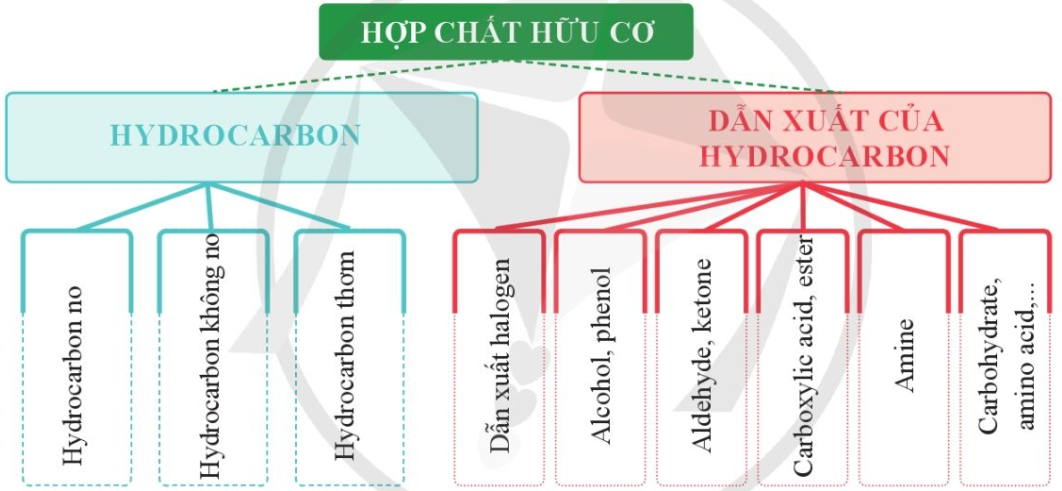 HỢP CHẤT HỮU CƠ
HYDROCARBON
DẪN XUẤT CỦA
HYDROCARBON
Hydrocarbon no
Hydrocarbon không no
Hydrocarbon thơm
Dẫn xuất halogen
Alcohol, phenol
Aldehyde, ketone
Carboxylic acid, ester
Amine
Carbohydrate,
amino acid,...